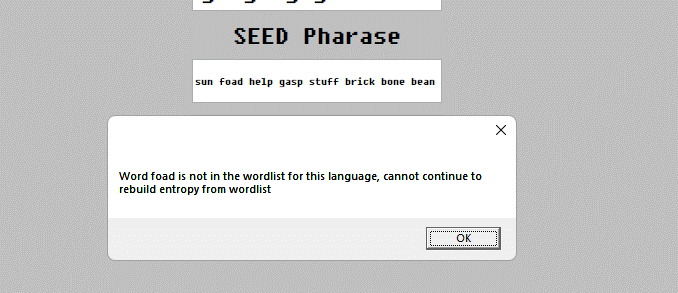 SEED Pharase
sun foad help gasp stuff brick bone bean
Word foad is not in the wordlist for this language, cannot continue to
rebuild entropy from wordlist
OK